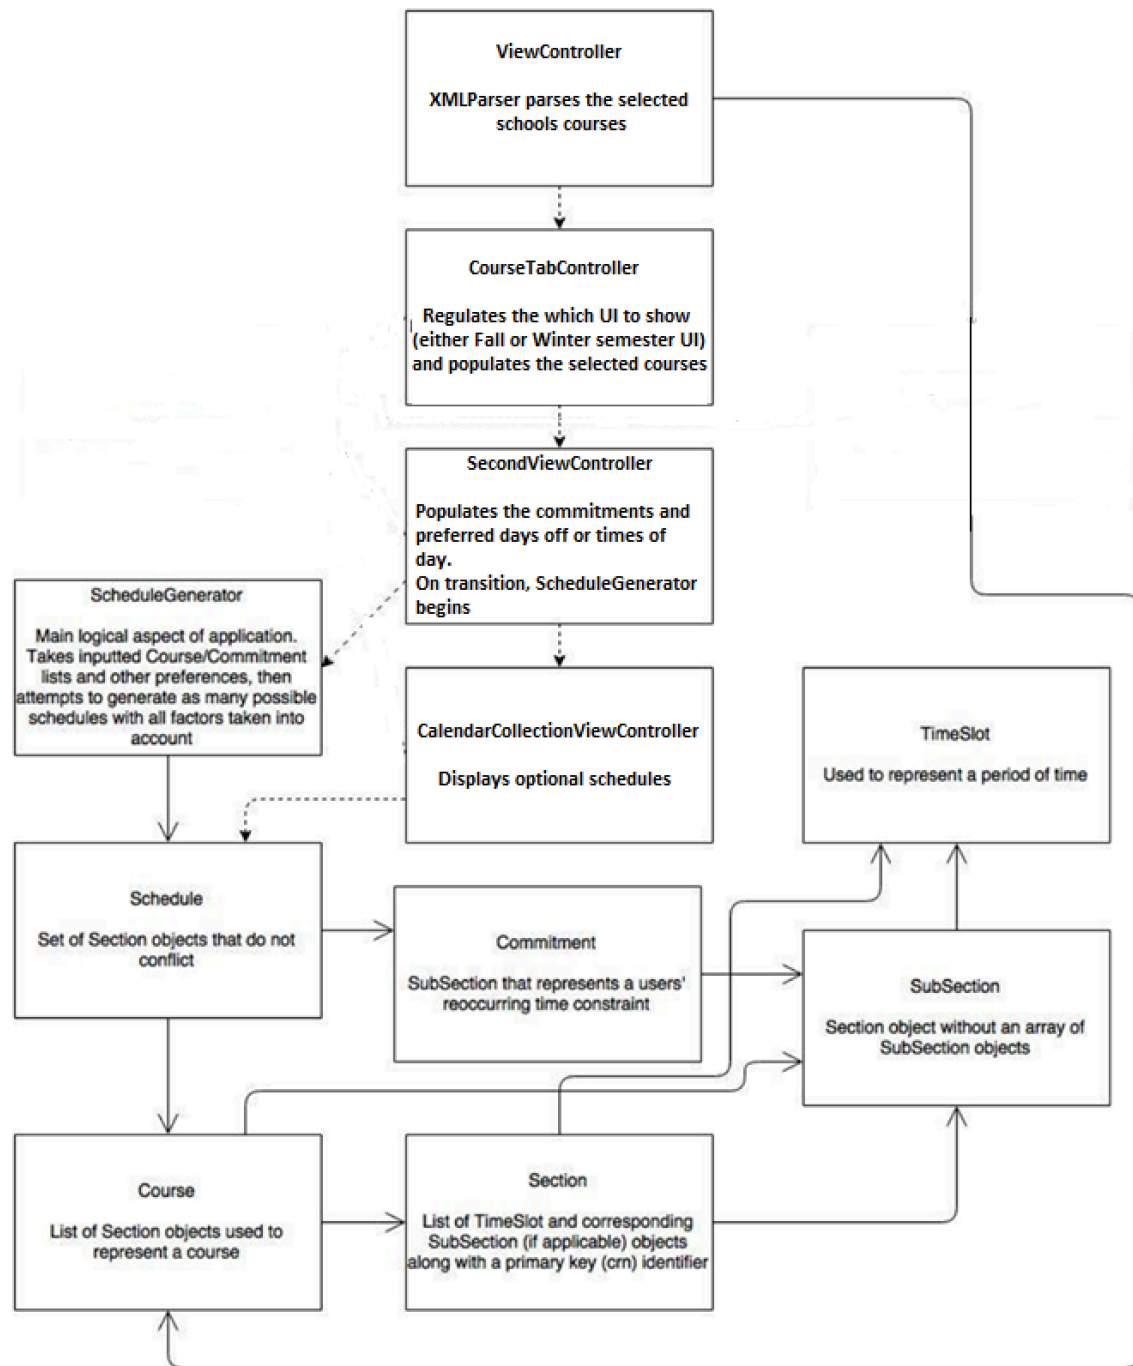 ViewController
XMLParser parses the selected
schools courses
CourseTabController
Regulates the which UI to show
(either Fall or Winter semester UI)
and populates the selected courses
SecondViewController
Populates the commitments and
preferred days off or times of
day.
On transition, ScheduleGenerator
begins
ScheduleGenerator
Main logical aspect of application.
Takes inputted Course/Commitment
lists and other preferences, then
attempts to generate as many possible
schedules with all factors taken into
account
CalendarCollectionViewController
Displays optional schedules
TimeSlot
Used to represent a period of time
Schedule
Set of Section objects that do not
conflict
Commitment
SubSection that represents a users'
reoccurring time constraint
SubSection
Section object without an array of
SubSection objects
Course
List of Section objects used to
represent a course
Section
List of TimeSlot and corresponding
SubSection (if applicable) objects
along with a primary key (crn) identifier